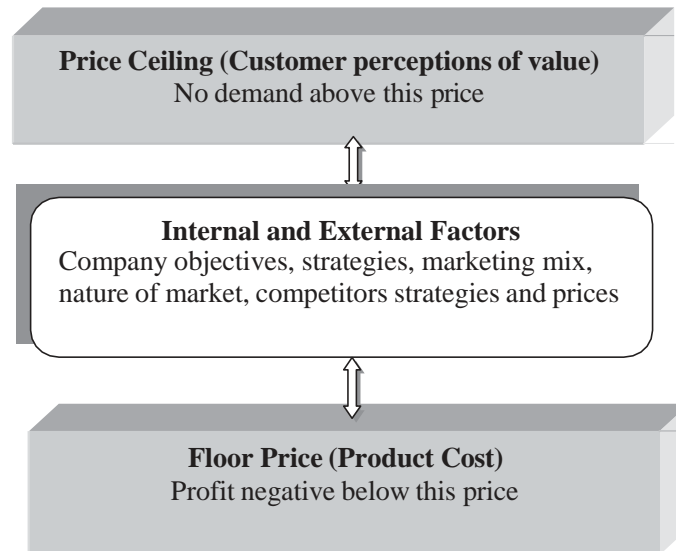 Price Ceiling (Customer perceptions of value)
No demand above this price
Internal and External Factors
Company objectives, strategies, marketing mix,
nature of market, competitors strategies and prices
Floor Price (Product Cost)
Profit negative below this price